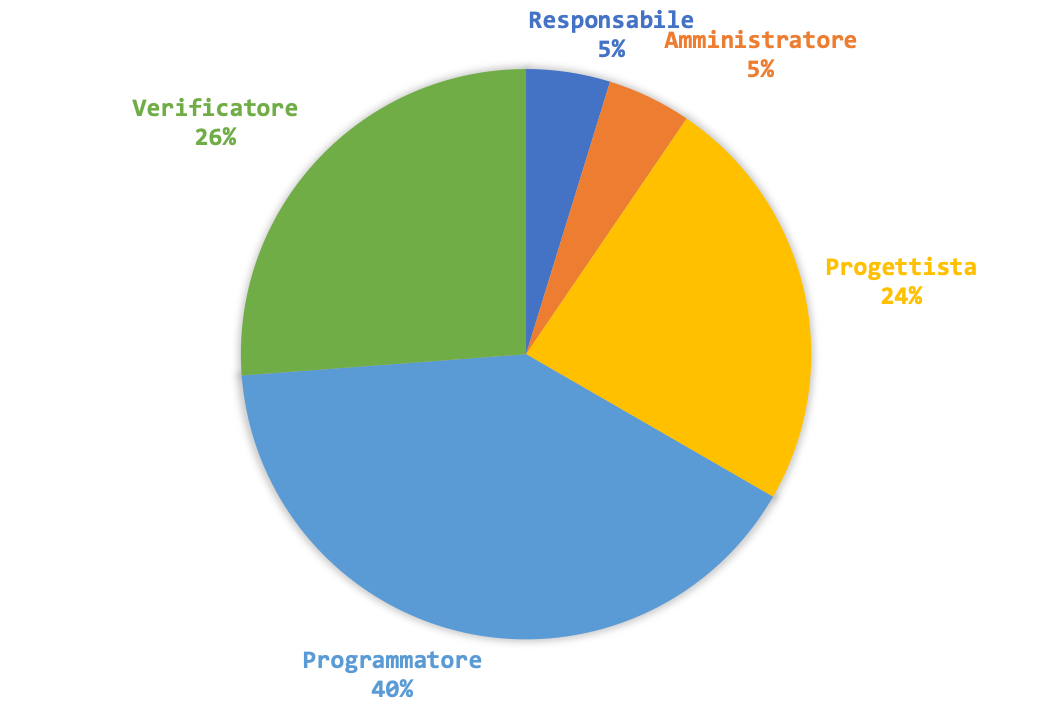 Responsabile
5%
Amministratore
5%
Verificatore
26%
Progettista
24%
Programmatore
40%